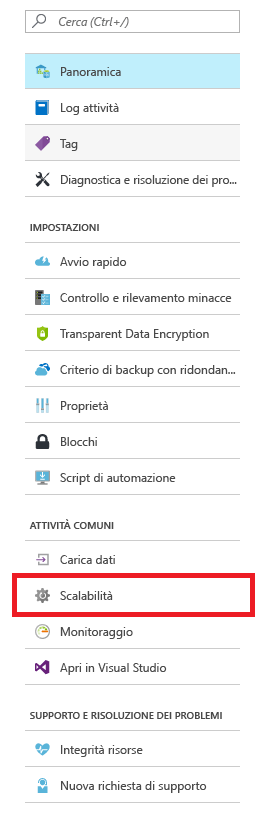 Cerca (Ctrl+/)
Panoramica
Log attività
Tag
Diagnostica e risoluzione dei pro...
IMPOSTAZIONI
Avvio rapido
Controllo e rilevamento minacce
Transparent Data Encryption
Criterio di backup con ridondan...
Proprietà
Blocchi
Script di automazione
ATTIVITÀ COMUNI
Carica dati
Scalabilità
Monitoraggio
Apri in Visual Studio
SUPPORTO E RISOLUZIONE DEI PROBLEMI
Integrità risorse
Nuova richiesta di supporto